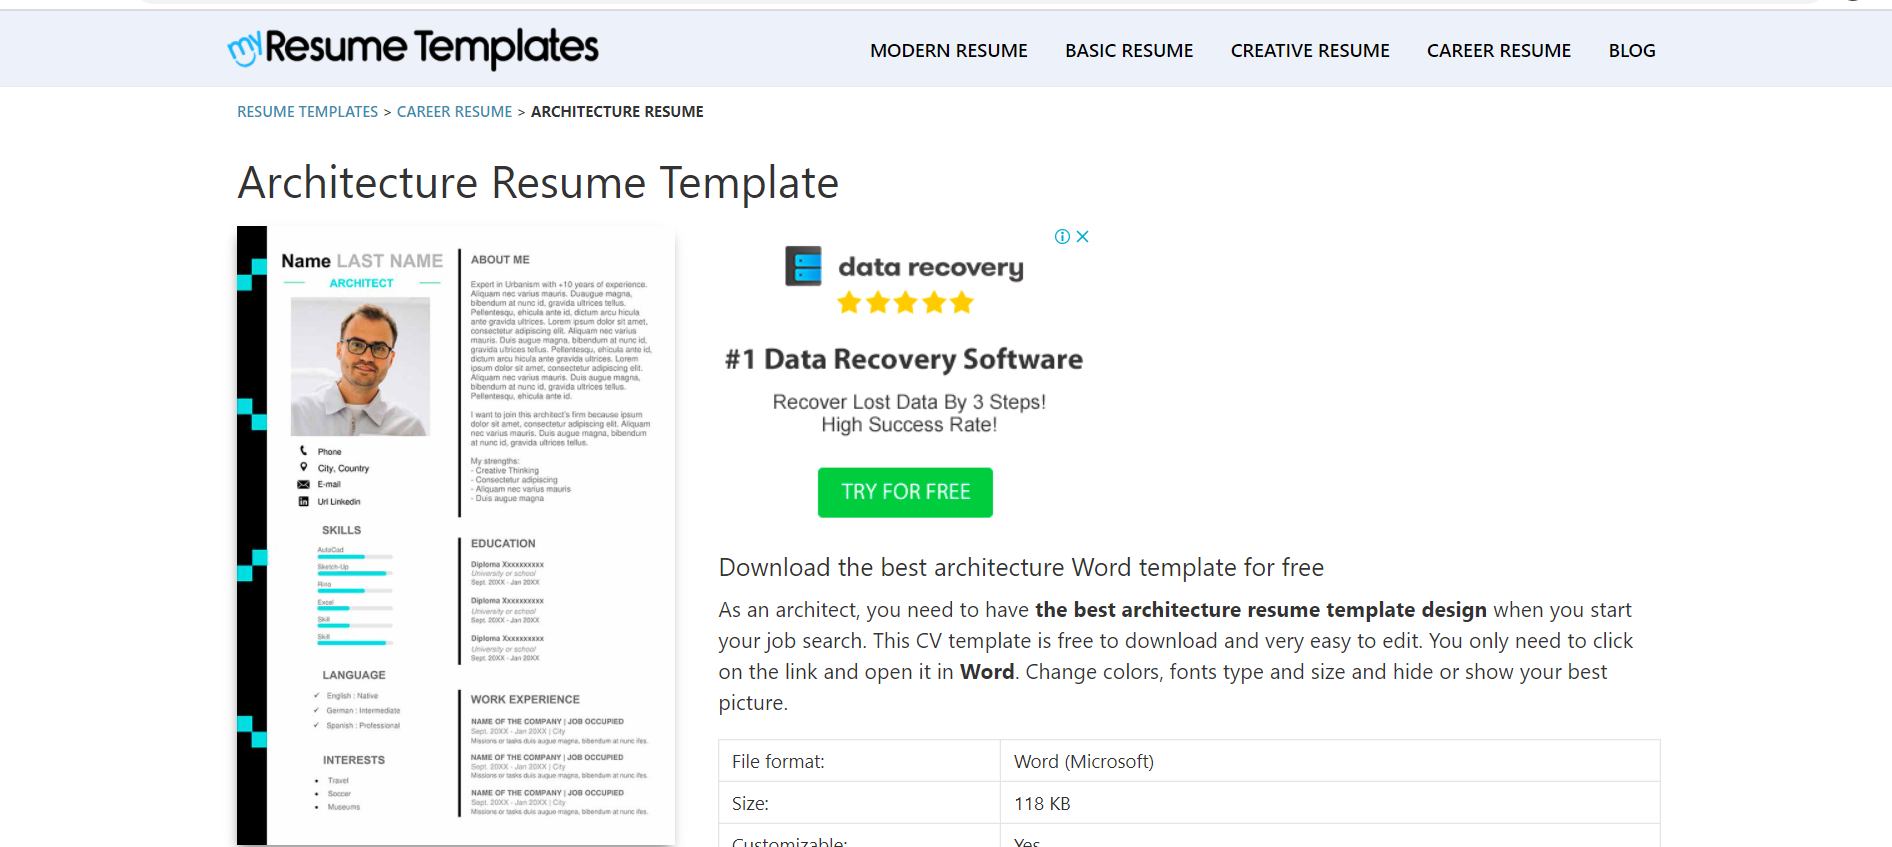 my Resume Templates
MODERN RESUME
BASIC RESUME
CREATIVE RESUME
CAREER RESUME
BLOG
RESUME TEMPLATES > CAREER RESUME > ARCHITECTURE RESUME
Architecture Resume Template
Name LAST NAME
ARCHITECT
Phone
City, Country
E-mail
Url Linkedin
SKILLS
AutoCad
Sketch-Up
Rino
Excel
Skill
Skill
LANGUAGE
English : Native
German : Intermediate
Spanish : Professional
INTERESTS
Travel
Soccer
Museums
ABOUT ME
Expert in Urbanism with +10 years of experience.
Aliquam nec varius mauris. Duaugue magna,
bibendum at nunc id, gravida ultrices tellus.
Pellentesqu, ehicula ante id, dictum arcu hicula
ante gravida ultrices. Lorem ipsum dolor sit amet,
consectetur adipiscing elit. Aliquam nec varius
mauris. Duis augue magna, bibendum at nunc id,
gravida ultrices tellus. Pellentesqu, ehicula ante id,
dictum arcu hicula ante gravida ultrices. Lorem
ipsum dolor sit amet, consectetur adipiscing elit.
Aliquam nec varius mauris. Duis augue magna,
bibendum at nunc id, gravida ultrices tellus.
Pellentesqu, ehicula ante id.
I want to join this architect's firm because ipsum
dolor sit amet, consectetur adipiscing elit. Aliquam
nec varius mauris. Duis augue magna, bibendum
at nunc id, gravida ultrices tellus.
My strengths:
- Creative Thinking
- Consectetur adipiscing
- Aliquam nec varius mauris
- Duis augue magna
EDUCATION
Diploma Xxxxxxxxxx
University or school
Sept. 20XX - Jan 20XX
Diploma Xxxxxxxxxx
University or school
Sept. 20XX - Jan 20XX
Diploma Xxxxxxxxxx
University or school
Sept. 20XX - Jan 20XX
WORK EXPERIENCE
NAME OF THE COMPANY | JOB OCCUPIED
Sept. 20XX - Jan 20XX | City
Missions or tasks duis augue magna, bibendum at nunc ifes.
NAME OF THE COMPANY | JOB OCCUPIED
Sept. 20XX - Jan 20XX | City
Missions or tasks duis augue magna, bibendum at nunc ifes.
NAME OF THE COMPANY | JOB OCCUPIED
Sept. 20XX - Jan 20XX | City
Missions or tasks duis augue magna, bibendum at nunc ifes.
data recovery
#1 Data Recovery Software
Recover Lost Data By 3 Steps!
High Success Rate!
TRY FOR FREE
Download the best architecture Word template for free
As an architect, you need to have the best architecture resume template design when you start
your job search. This CV template is free to download and very easy to edit. You only need to click
on the link and open it in Word. Change colors, fonts type and size and hide or show your best
picture.
File format: Word (Microsoft)
Size: 118 KB
Customizable: Yes